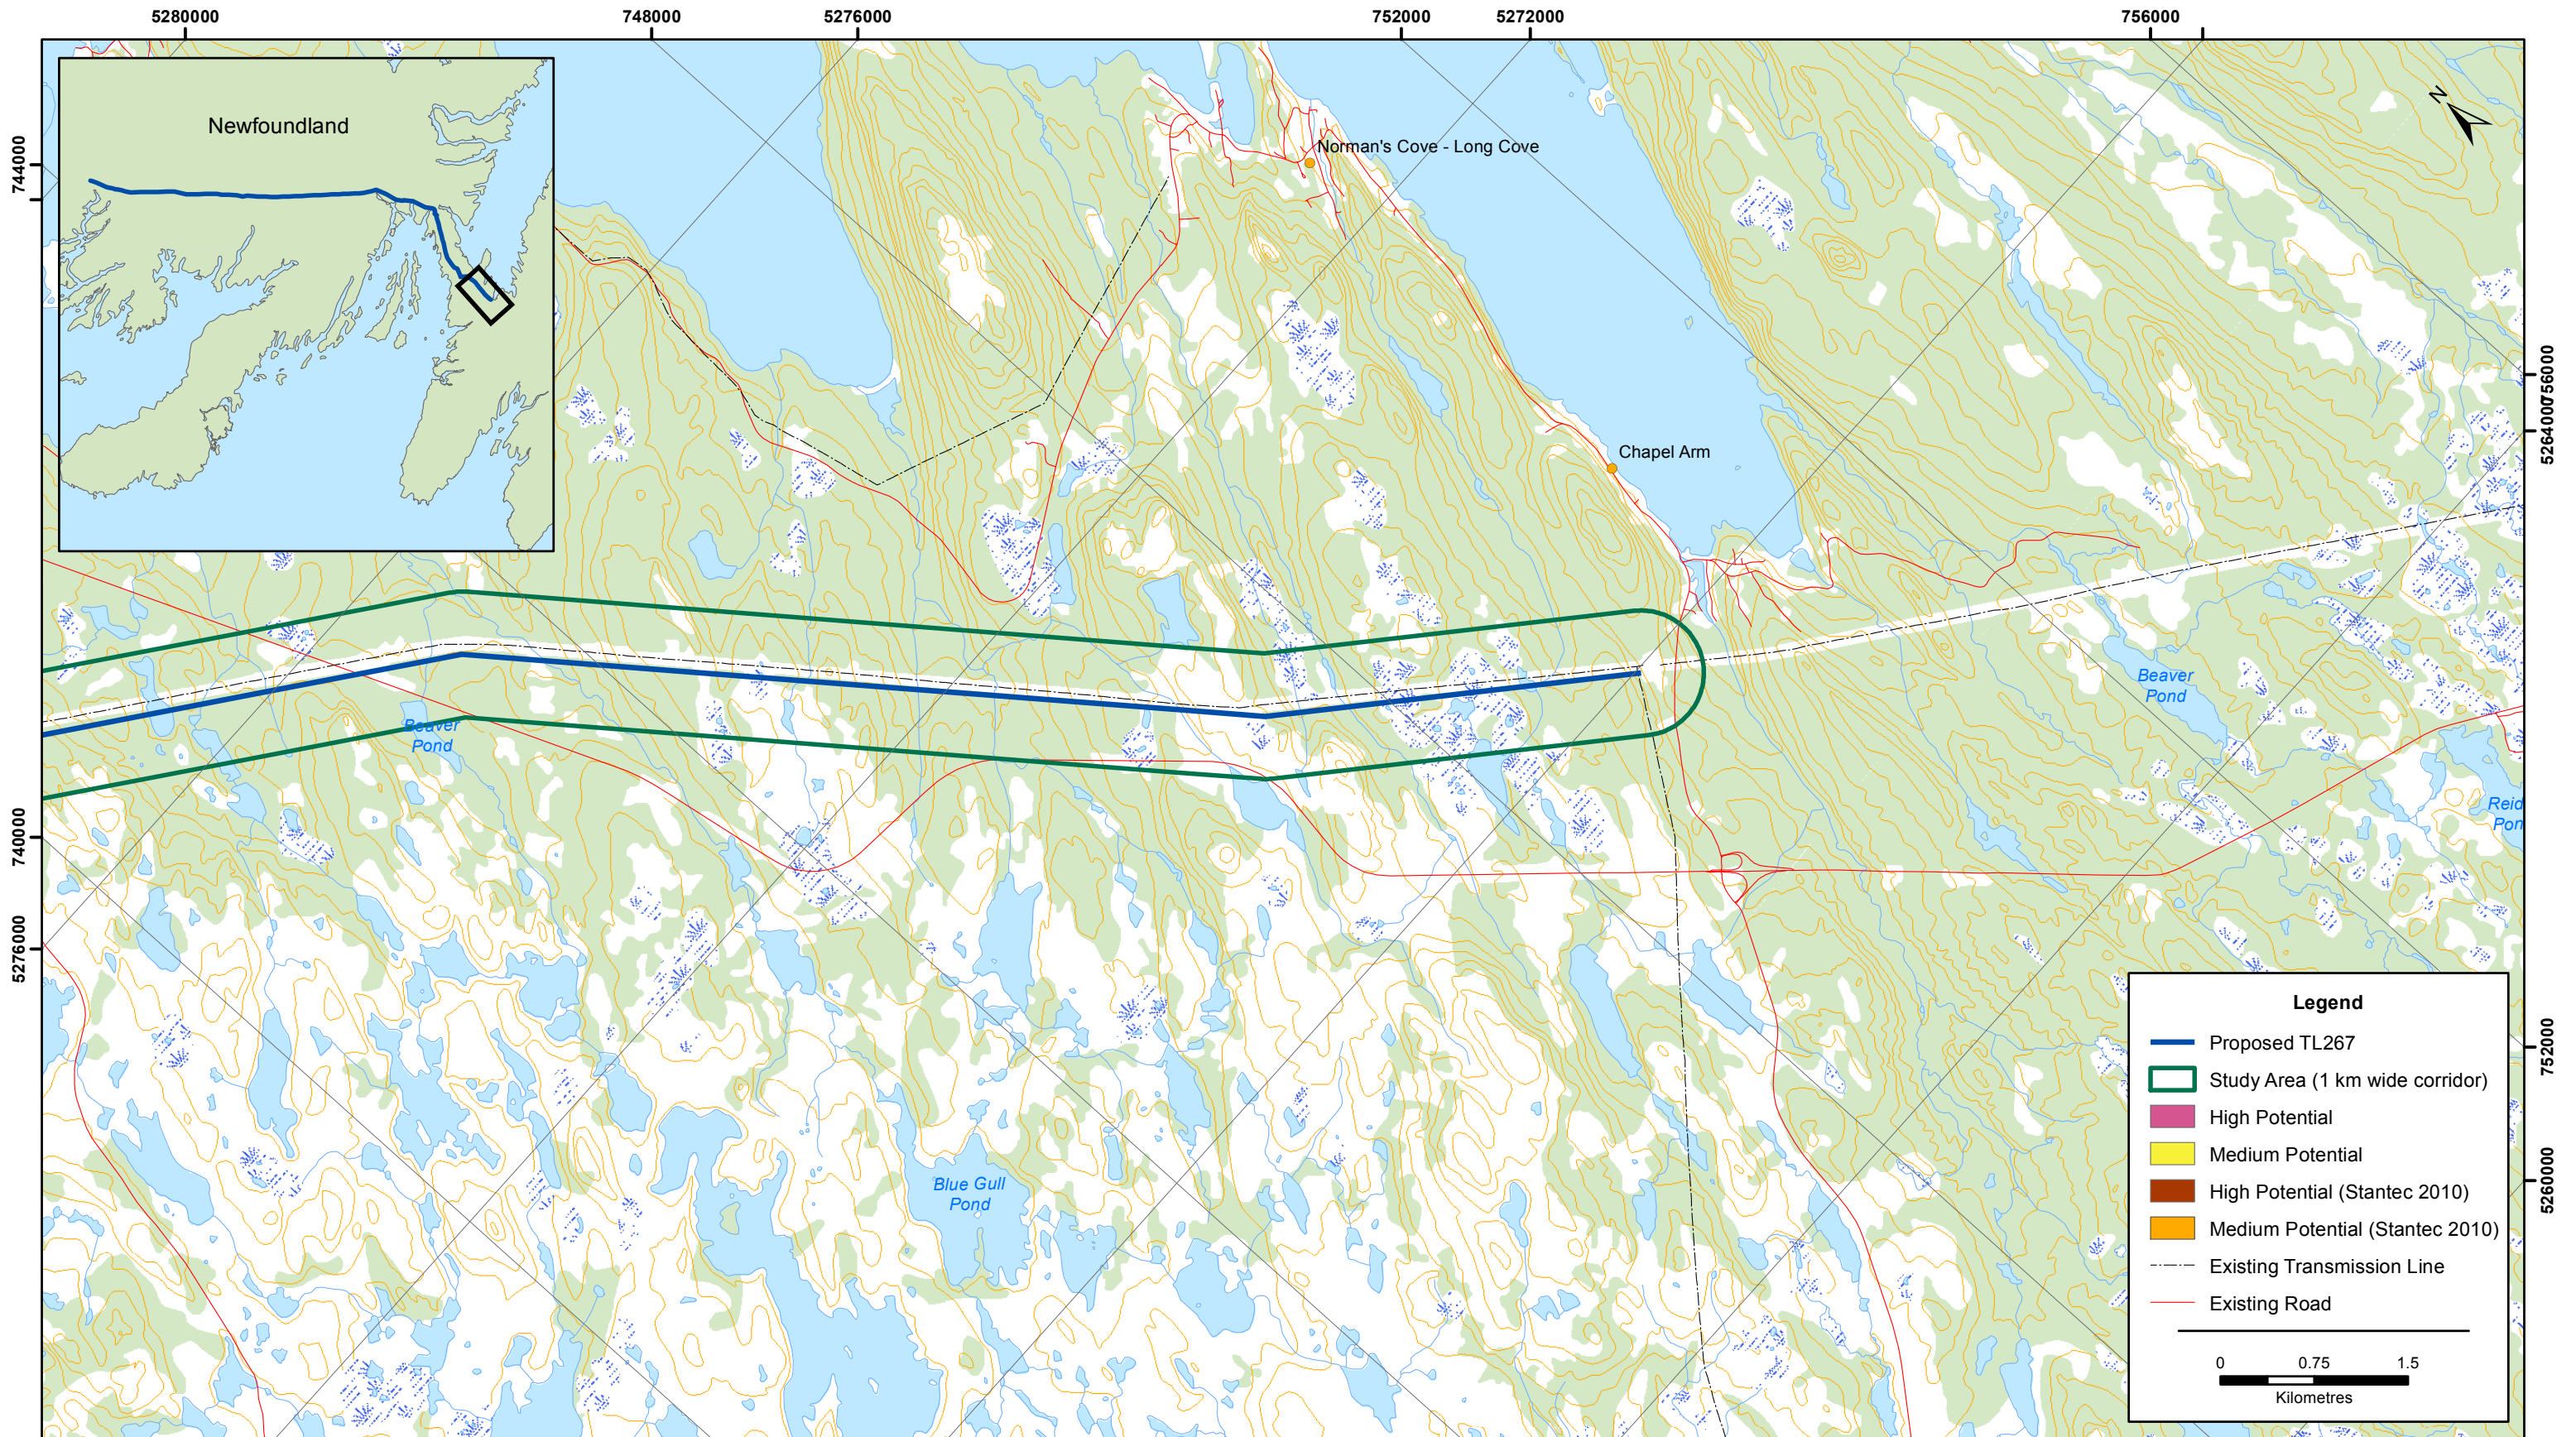 5280000
748000
5276000
752000
5272000
756000
744000
740000
5276000
756000
5264000
752000
5260000
Newfoundland
N
Norman's Cove - Long Cove
Chapel Arm
Beaver
Pond
Beaver
Pond
Reid
Pon
Blue Gull
Pond
Legend
Proposed TL267
Study Area (1 km wide corridor)
High Potential
Medium Potential
High Potential (Stantec 2010)
Medium Potential (Stantec 2010)
Existing Transmission Line
Existing Road
0 0.75 1.5
Kilometres